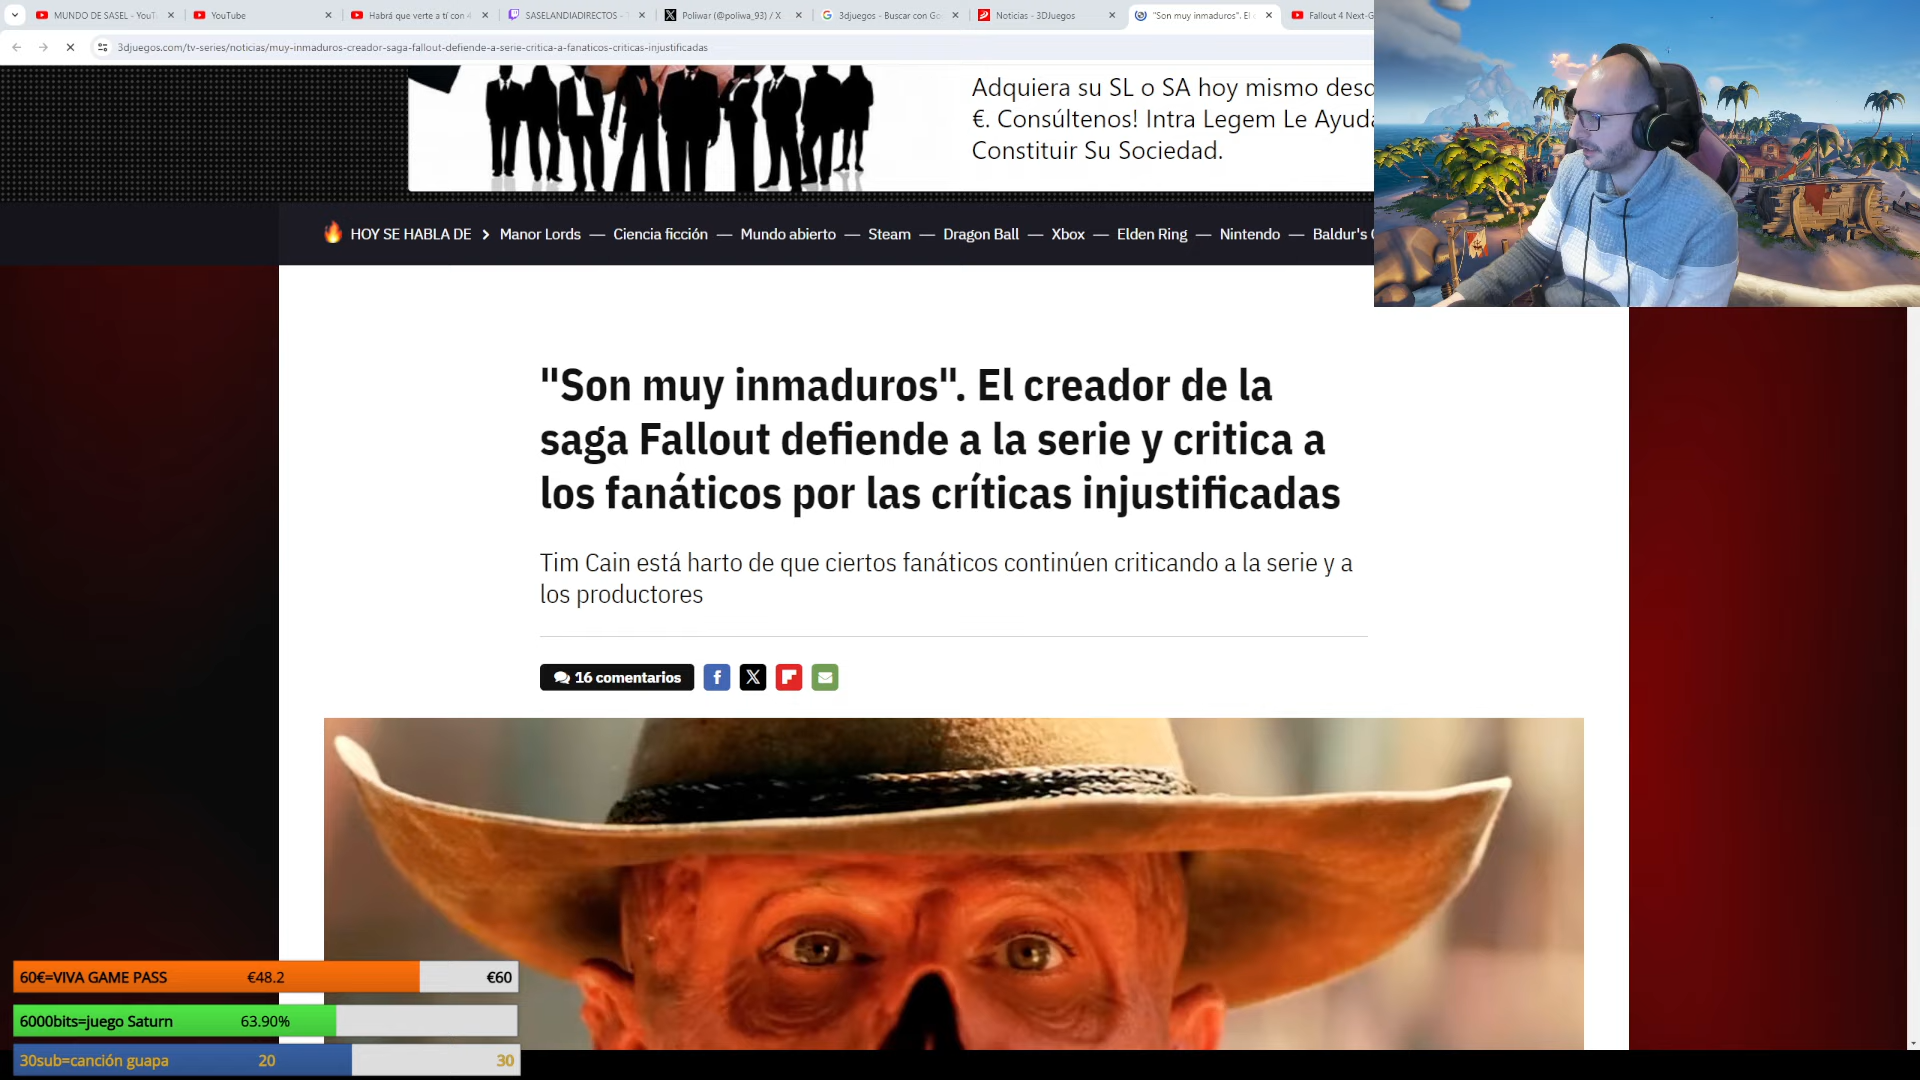 MUNDO DE SASEL - YouT
YouTube
Habrá que verte a tí con 4
SASELANDIADIRECTOS - T
Poliwar (@poliwa_93) / X
3djuegos - Buscar con Go
Noticias - 3DJuegos
"Son muy inmaduros". El c
Fallout 4 Next-G
3djuegos.com/tv-series/noticias/muy-inmaduros-creador-saga-fallout-defiende-a-serie-critica-a-fanaticos-criticas-injustificadas
Adquiera su SL o SA hoy mismo desd
€. Consúltenos! Intra Legem Le Ayuda
Constituir Su Sociedad.
HOY SE HABLA DE > Manor Lords — Ciencia ficción — Mundo abierto — Steam — Dragon Ball — Xbox — Elden Ring — Nintendo — Baldur's
"Son muy inmaduros". El creador de la
saga Fallout defiende a la serie y critica a
los fanáticos por las críticas injustificadas
Tim Cain está harto de que ciertos fanáticos continúen criticando a la serie y a
los productores
16 comentarios
60€=VIVA GAME PASS €48.2 €60
6000bits=juego Saturn 63.90%
30sub=canción guapa 20 30